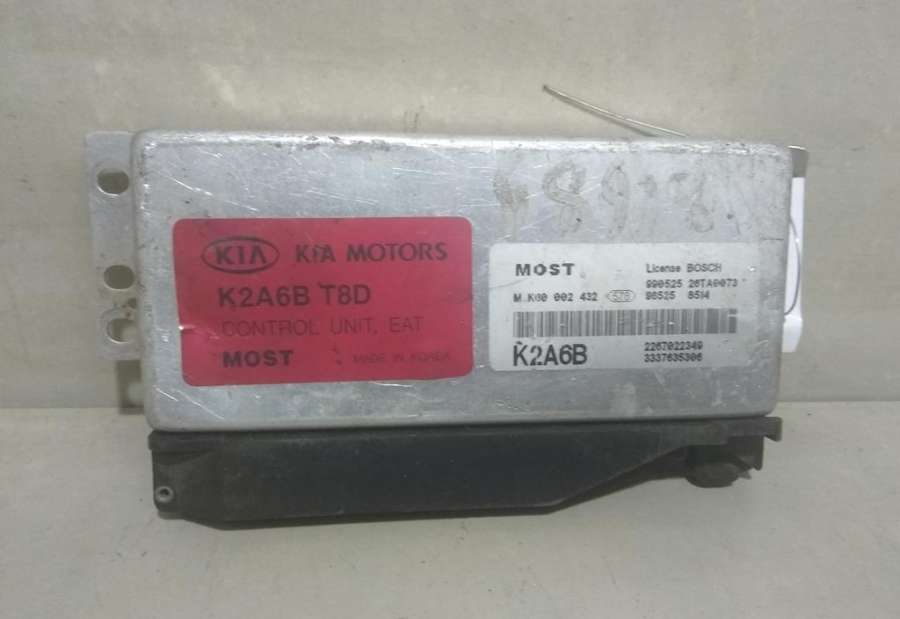 KIA KIA MOTORS
K2A6B T8D
CONTROL UNIT, EAT
MOST MADE IN KOREA
MOST License BOSCH
990525 26TA0073
M.K00 002 432 576
K2A6B
2267022349
3337635306